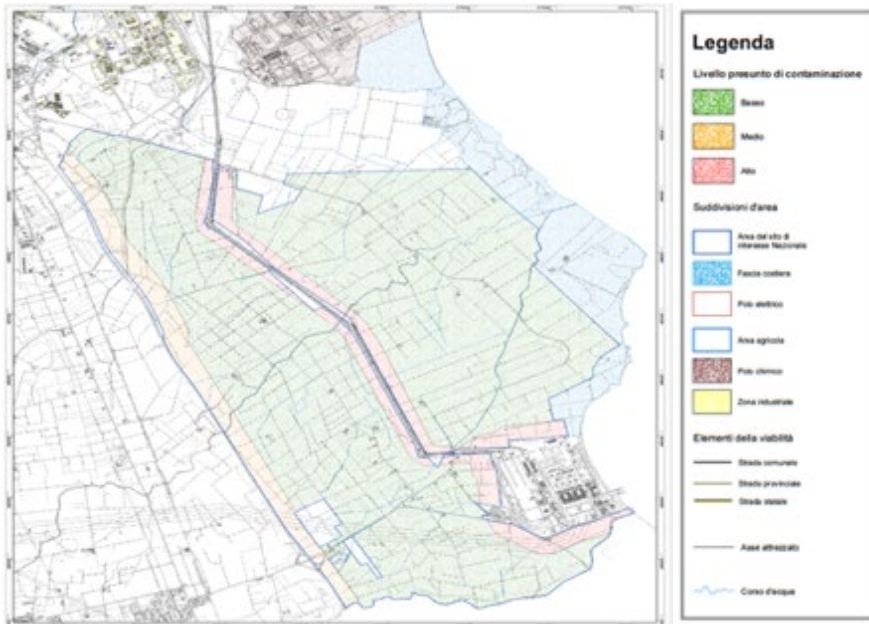 Legenda
Livello presunto di contaminazione
Basso
Medio
Alto
Suddivisioni d'area
Area del sito di
interesse Nazionale
Fascia costiera
Polo elettrico
Area agricola
Polo chimico
Zona industriale
Elementi della viabilità
Strada comunale
Strada provinciale
Strada statale
Asse attrezzato
Corso d'acqua